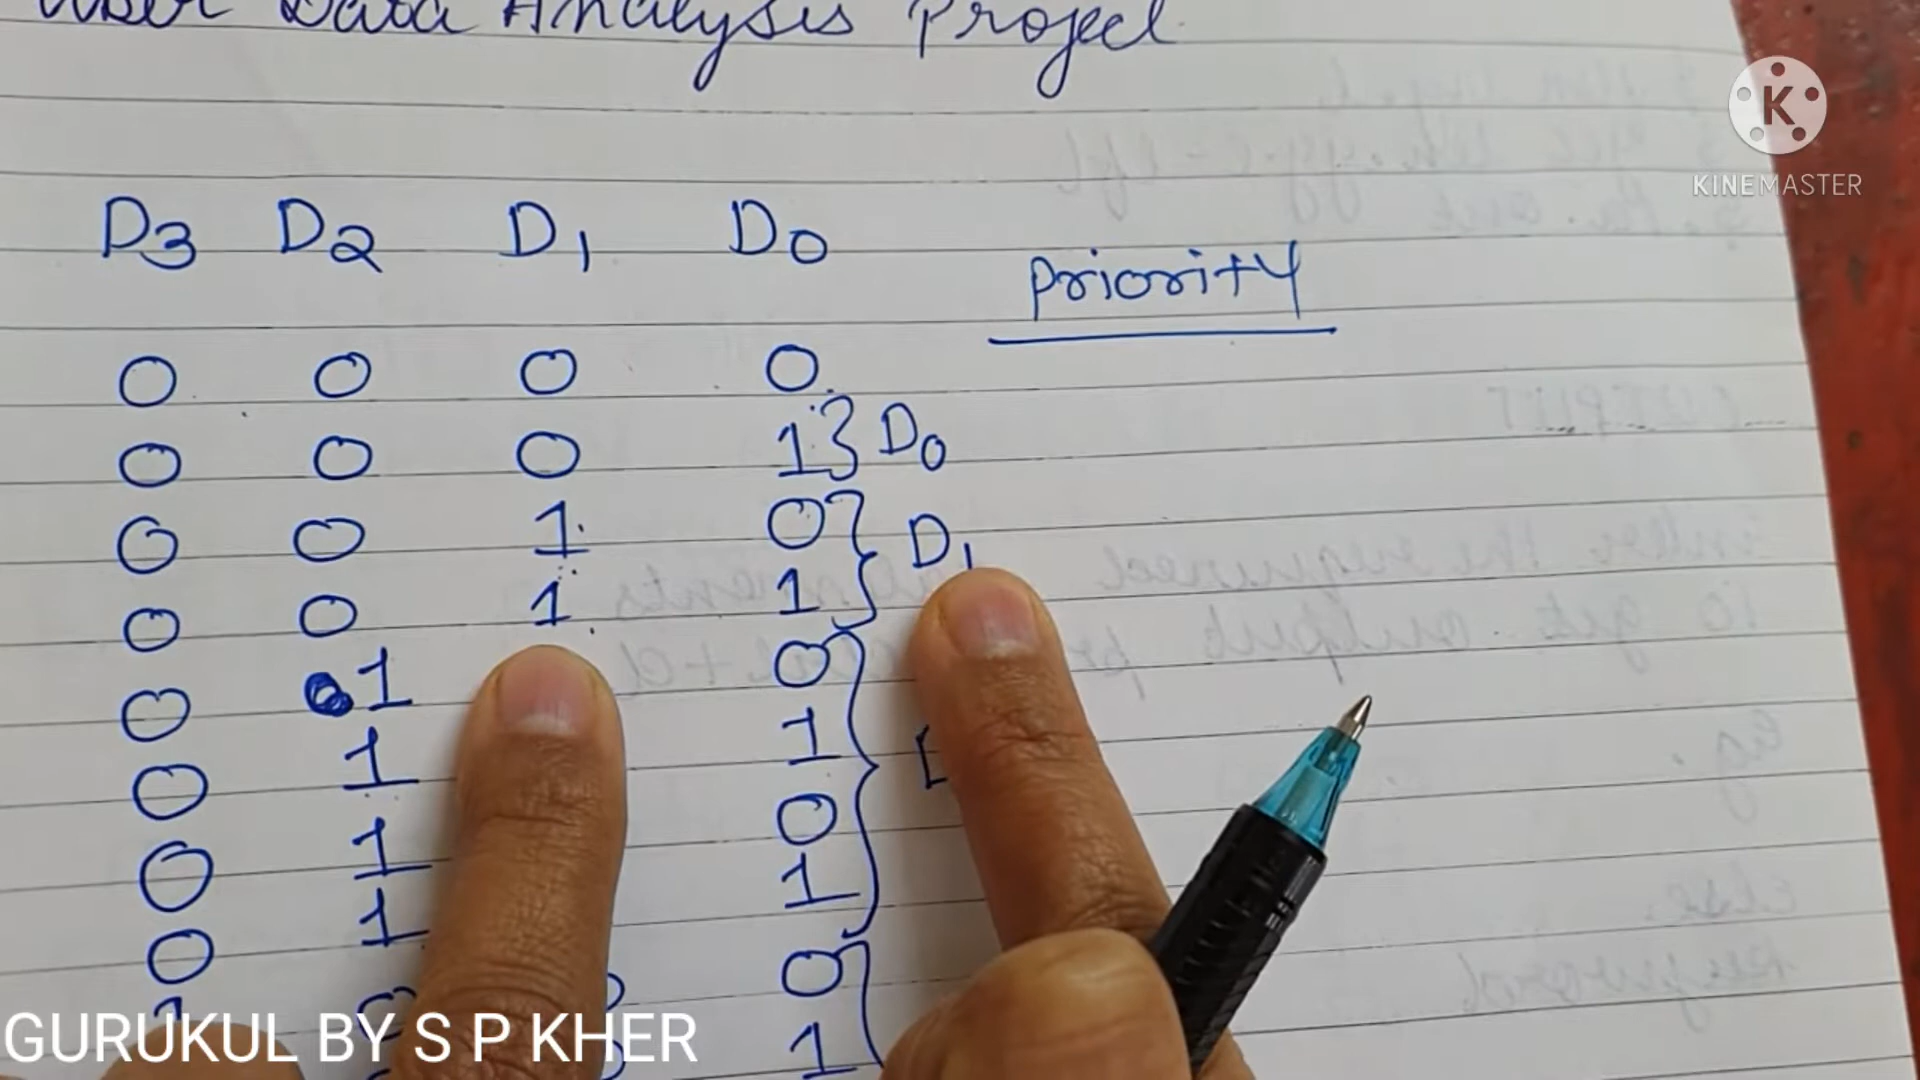 User Data Analysis Project
K
KINEMASTER
D3 D2 D1 D0
Priority
0 0 0 0
0 0 0 1 } D0
0 0 1 0
0 0 1 1 } D1
0 1 0
0 1 1
0 1 0
0 1 1
0
1
GURUKUL BY S P KHER